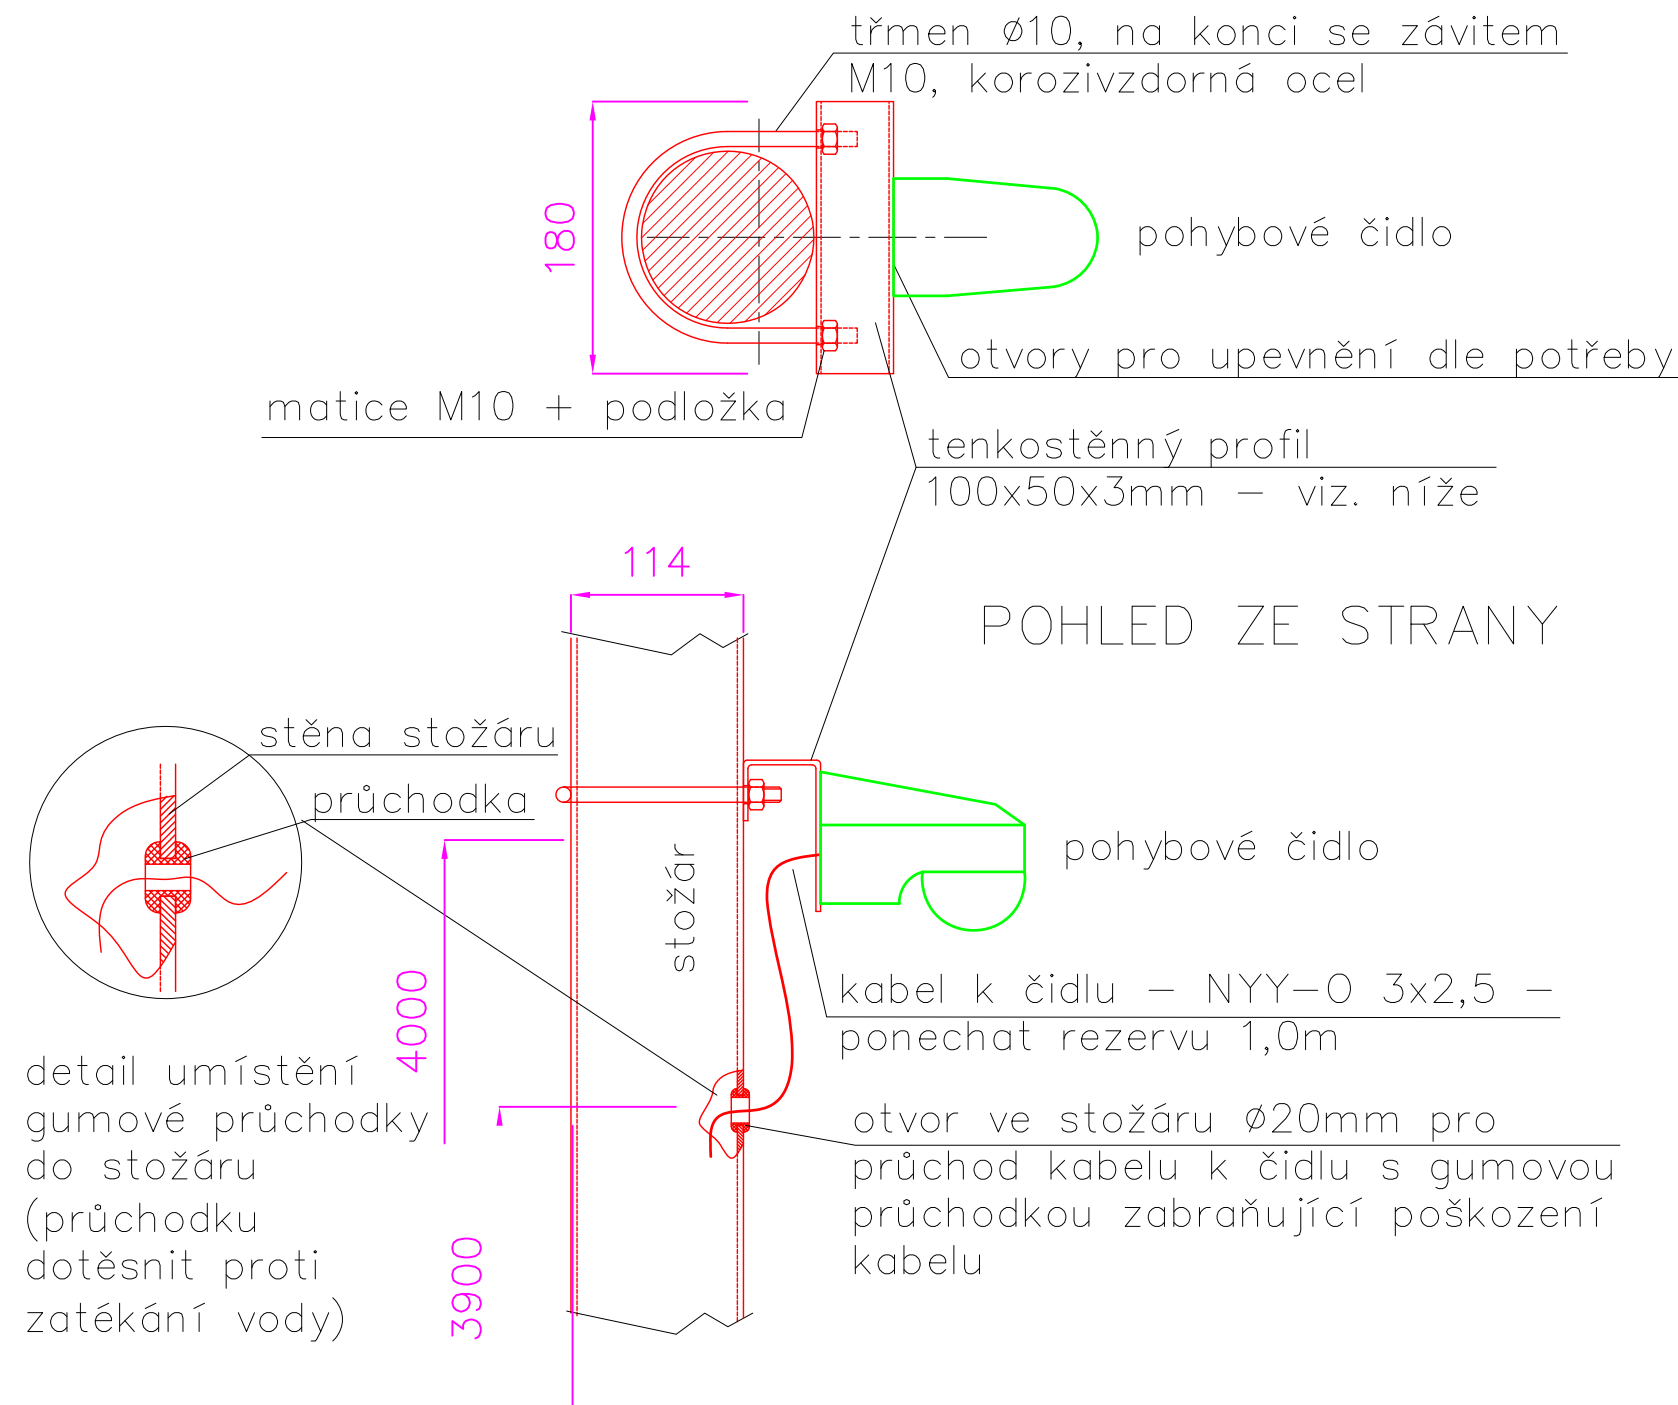 třmen ø10, na konci se závitem
M10, korozivzdorná ocel
180
pohybové čidlo
otvory pro upevnění dle potřeby
matice M10 + podložka
tenkostěnný profil
100x50x3mm – viz. níže
114
POHLED ZE STRANY
stěna stožáru
průchodka
stožár
pohybové čidlo
4000
kabel k čidlu – NYY–O 3x2,5 –
ponechat rezervu 1,0m
detail umístění
gumové průchodky
do stožáru
(průchodku
dotěsnit proti
zatékání vody)
3900
otvor ve stožáru ø20mm pro
průchod kabelu k čidlu s gumovou
průchodkou zabraňující poškození
kabelu